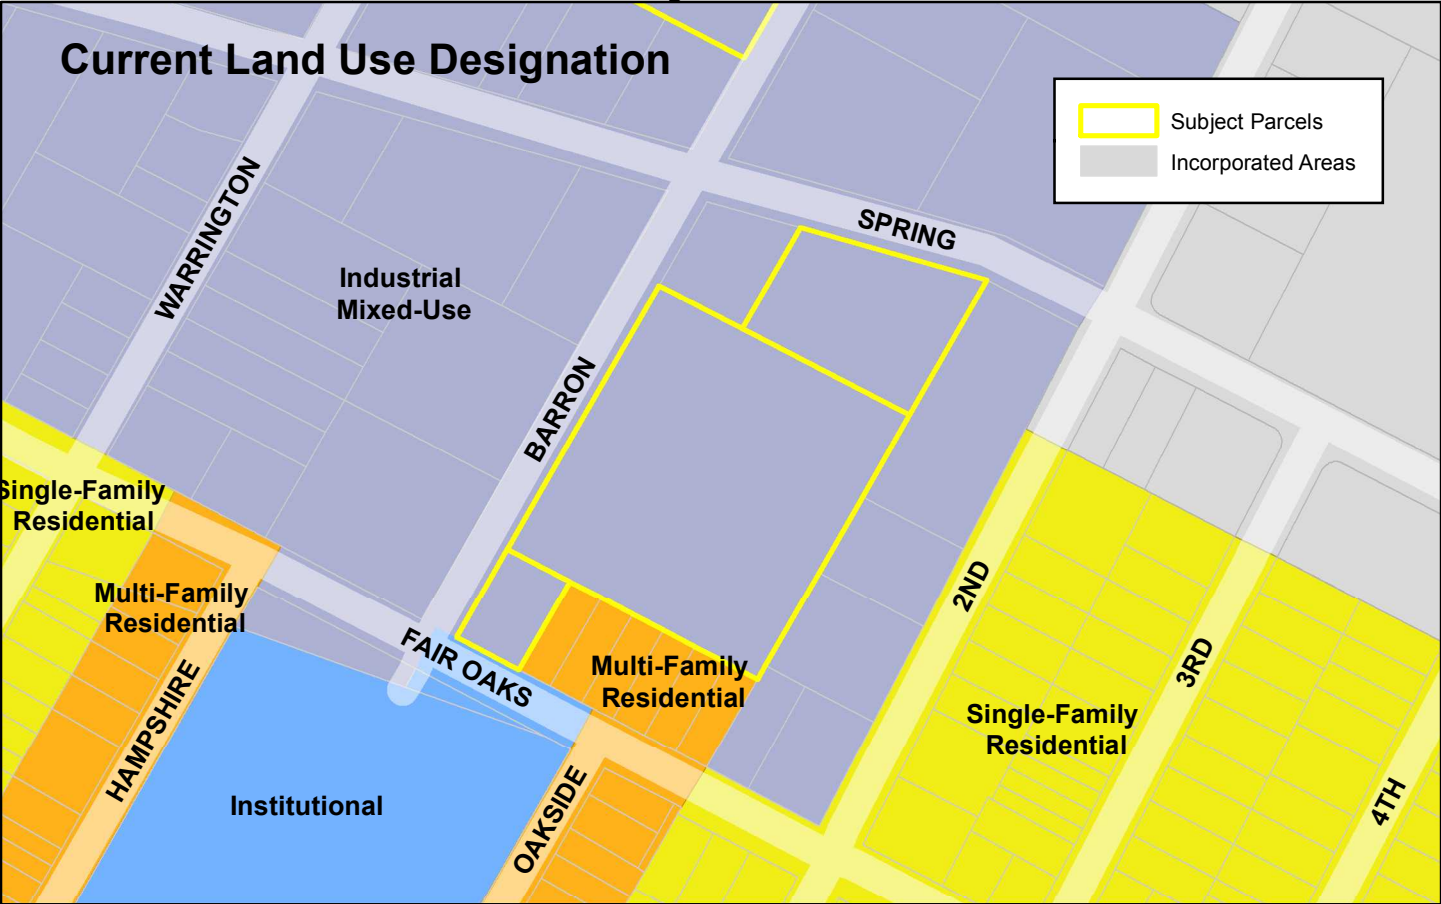 Current Land Use Designation
Subject Parcels
Incorporated Areas
WARRINGTON
SPRING
Industrial
Mixed-Use
BARRON
Single-Family
Residential
Multi-Family
Residential
FAIR OAKS
2ND
3RD
Multi-Family
Residential
HAMPSHIRE
Single-Family
Residential
Institutional
OAKSIDE
4TH